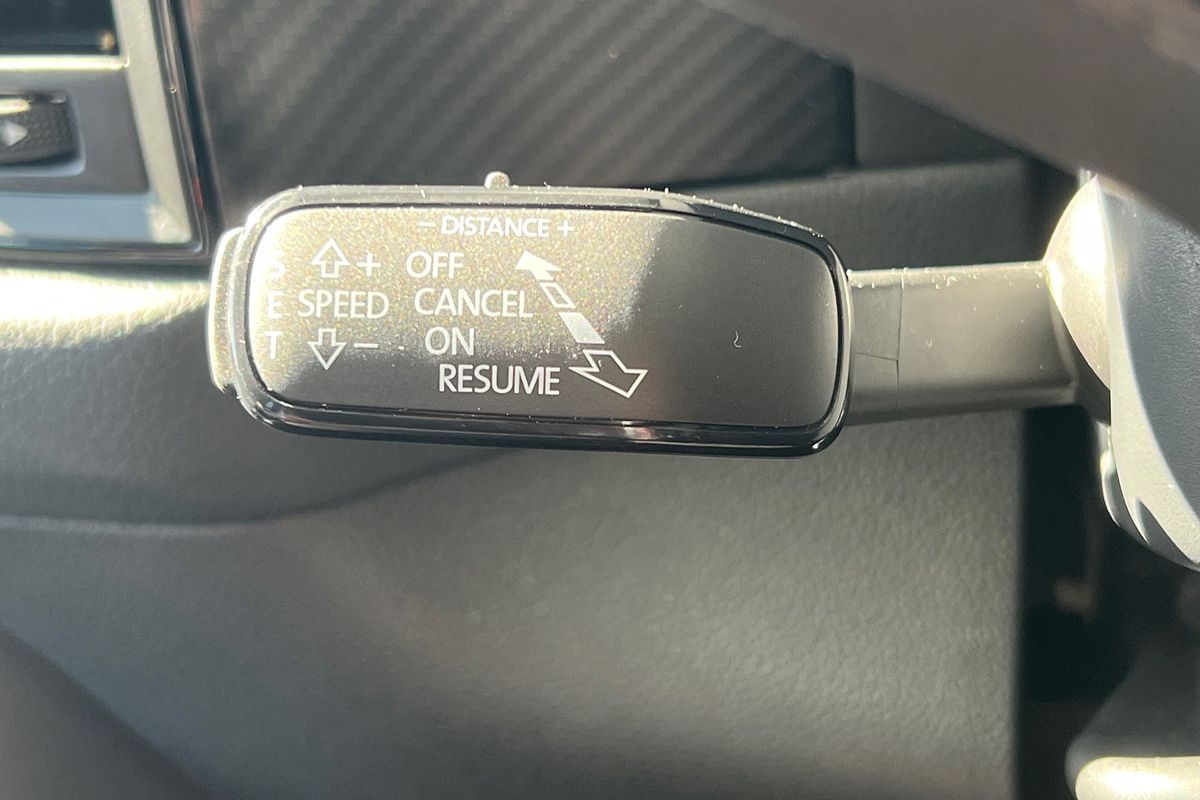 - DISTANCE +
S + OFF
E SPEED CANCEL
T - ON
RESUME